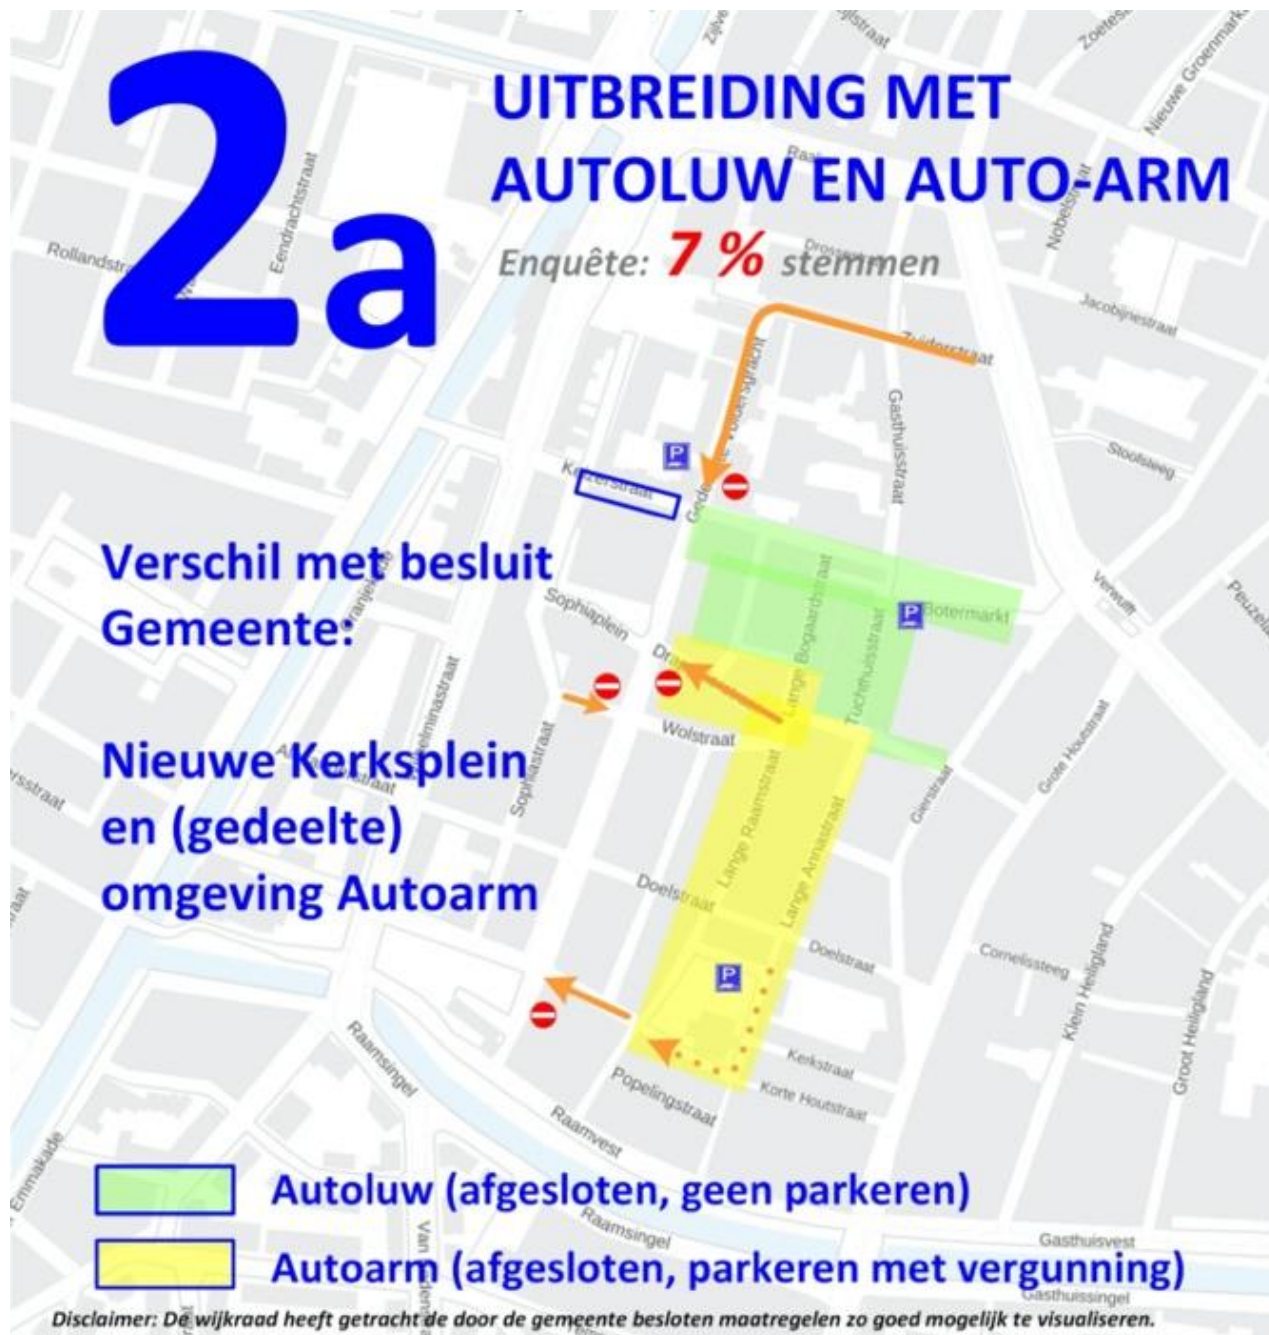 2a
UITBREIDING MET
AUTOLUW EN AUTO-ARM
Enquête: 7 % stemmen
Eendrachtstraat
Nieuwe Groenmarkt
Nobelstraat
Jacobijnestraat
Zuiderstraat
Gasthuisstraat
Stoofsteeg
P
Keizerstraat
Verschil met besluit
Gemeente:
Oranjekade
Sophiaplein
Lange Bogaardstraat
Tuchthuisstraat
P
Botermarkt
Verwulft
Wolstraat
Sophiastraat
Grote Houtstraat
Gierstraat
Nieuwe Kerksplein
en (gedeelte)
omgeving Autoarm
Lange Raamstraat
Lange Annastraat
Doelstraat
Doelstraat
Cornelissteeg
Klein Heiligland
Groot Heiligland
P
Kerkstraat
Korte Houtstraat
Popelingstraat
Raamsingel
Raamvest
Emmakade
Autoluw (afgesloten, geen parkeren)
Raamsingel
Gasthuisvest
Autoarm (afgesloten, parkeren met vergunning)
Gasthuissingel
Disclaimer: De wijkraad heeft getracht de door de gemeente besloten maatregelen zo goed mogelijk te visualiseren.